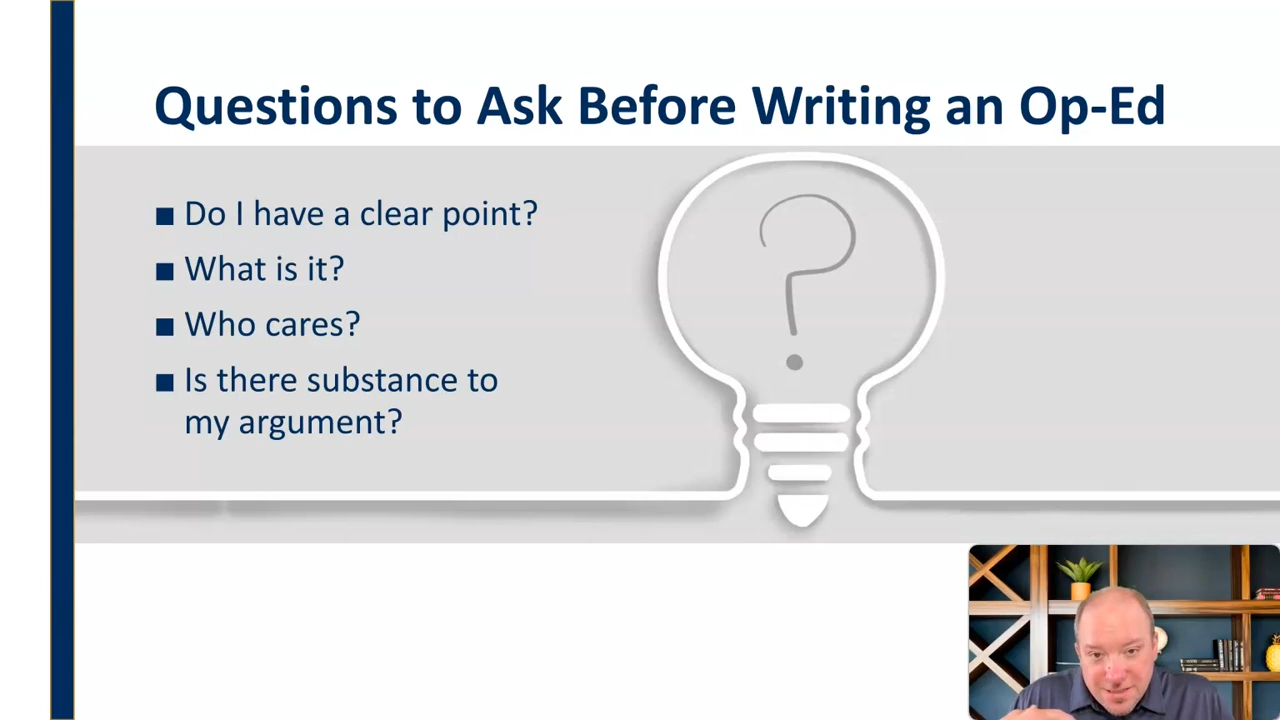 Questions to Ask Before Writing an Op-Ed
■ Do I have a clear point?
■ What is it?
■ Who cares?
■ Is there substance to
my argument?